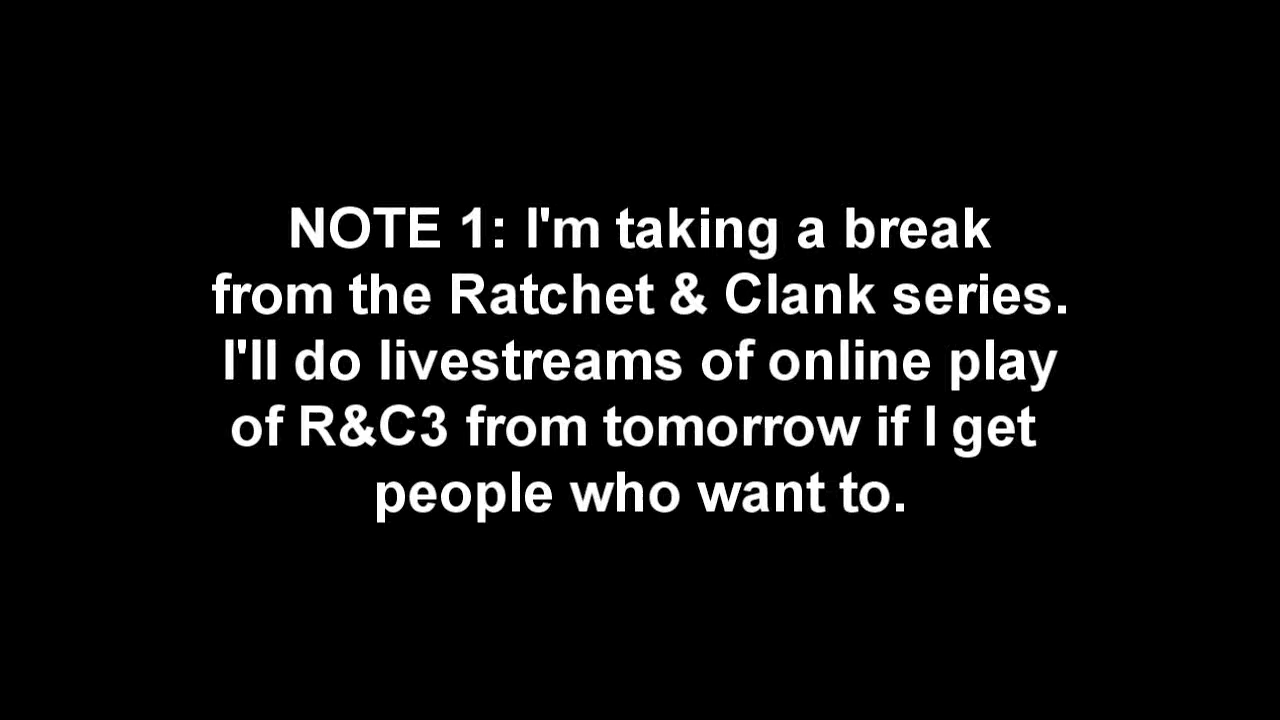 NOTE 1: I'm taking a break
from the Ratchet & Clank series.
I'll do livestreams of online play
of R&C3 from tomorrow if I get
people who want to.